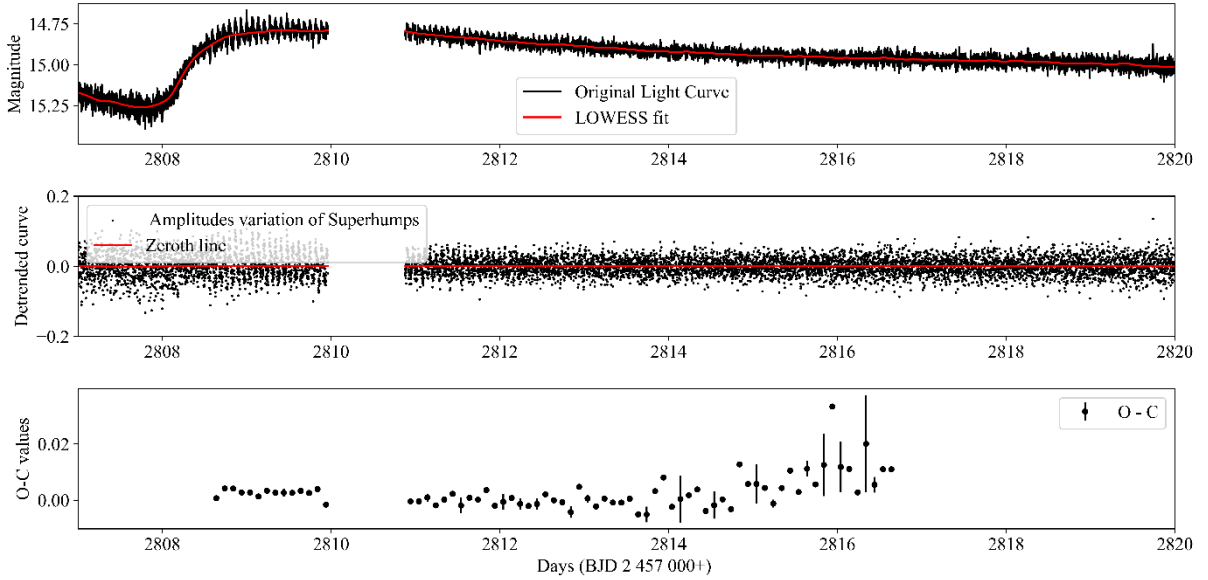 14.75
15.00
15.25
Magnitude
Original Light Curve
LOWESS fit
2808 2810 2812 2814 2816 2818 2820
0.2
0.0
−0.2
Detrended curve
Amplitudes variation of Superhumps
Zeroth line
2808 2810 2812 2814 2816 2818 2820
0.02
0.00
O-C values
O - C
2808 2810 2812 2814 2816 2818 2820
Days (BJD 2 457 000+)